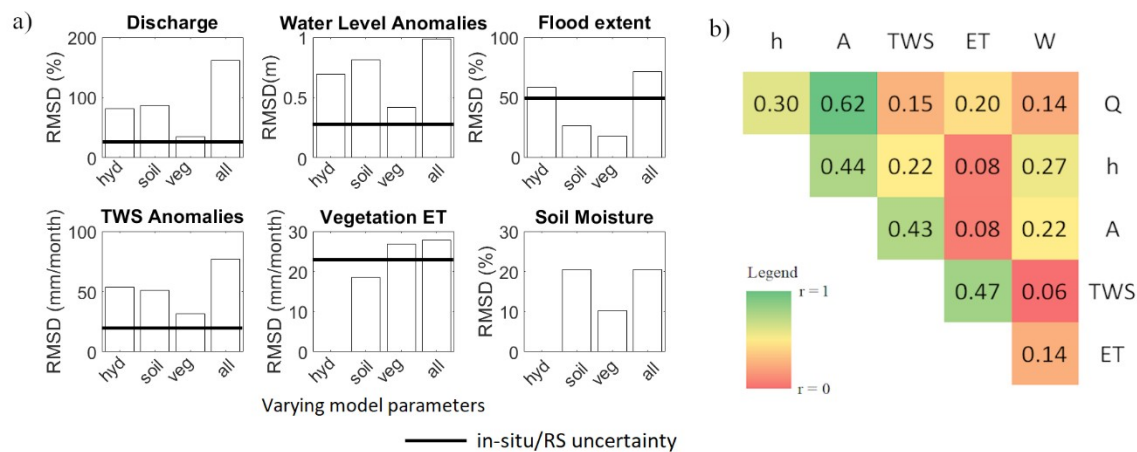 a)
Discharge
RMSD (%)
200
100
0
hyd
soil
veg
all
Water Level Anomalies
RMSD(m)
1
0.5
0
hyd
soil
veg
all
Flood extent
RMSD (%)
100
50
0
hyd
soil
veg
all
TWS Anomalies
RMSD (mm/month)
100
50
0
hyd
soil
veg
all
Vegetation ET
RMSD (mm/month)
30
20
10
0
hyd
soil
veg
all
Soil Moisture
RMSD (%)
30
20
10
0
hyd
soil
veg
all
Varying model parameters
in-situ/RS uncertainty
b)
h A TWS ET W
0.30 0.62 0.15 0.20 0.14 Q
0.44 0.22 0.08 0.27 h
0.43 0.08 0.22 A
0.47 0.06 TWS
0.14 ET
Legend
r = 1
r = 0